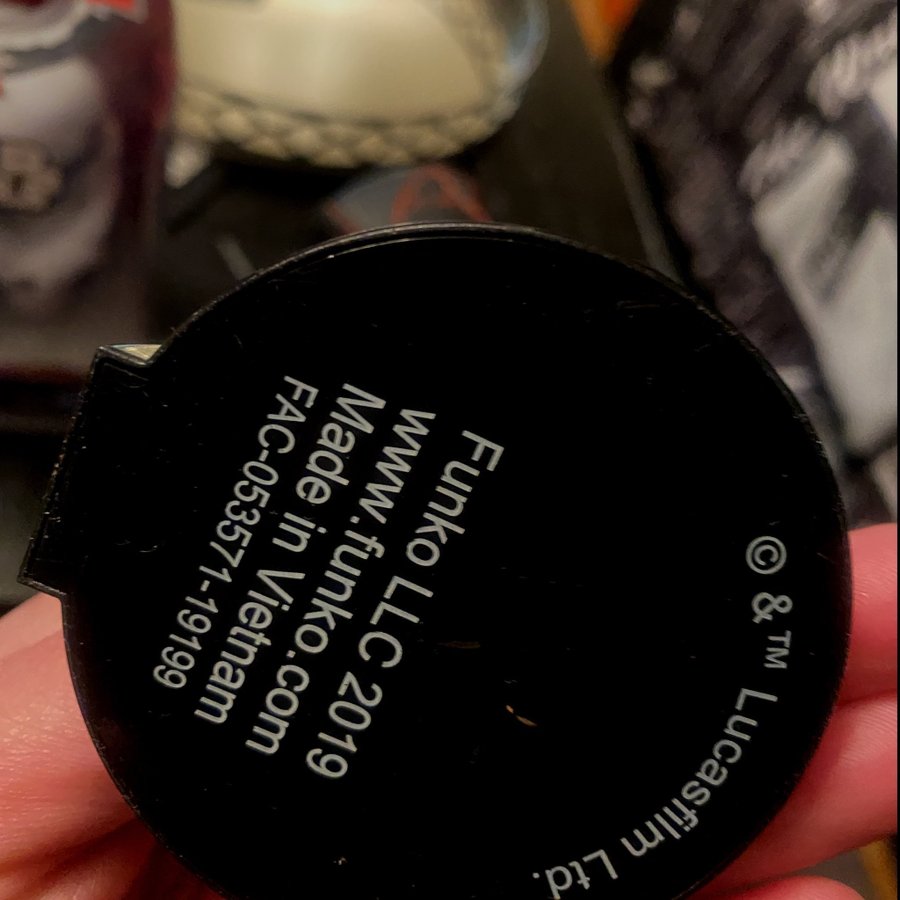 © & ™ Lucasfilm Ltd.
Funko LLC 2019
www.funko.com
Made in Vietnam
FAC-053571-19199